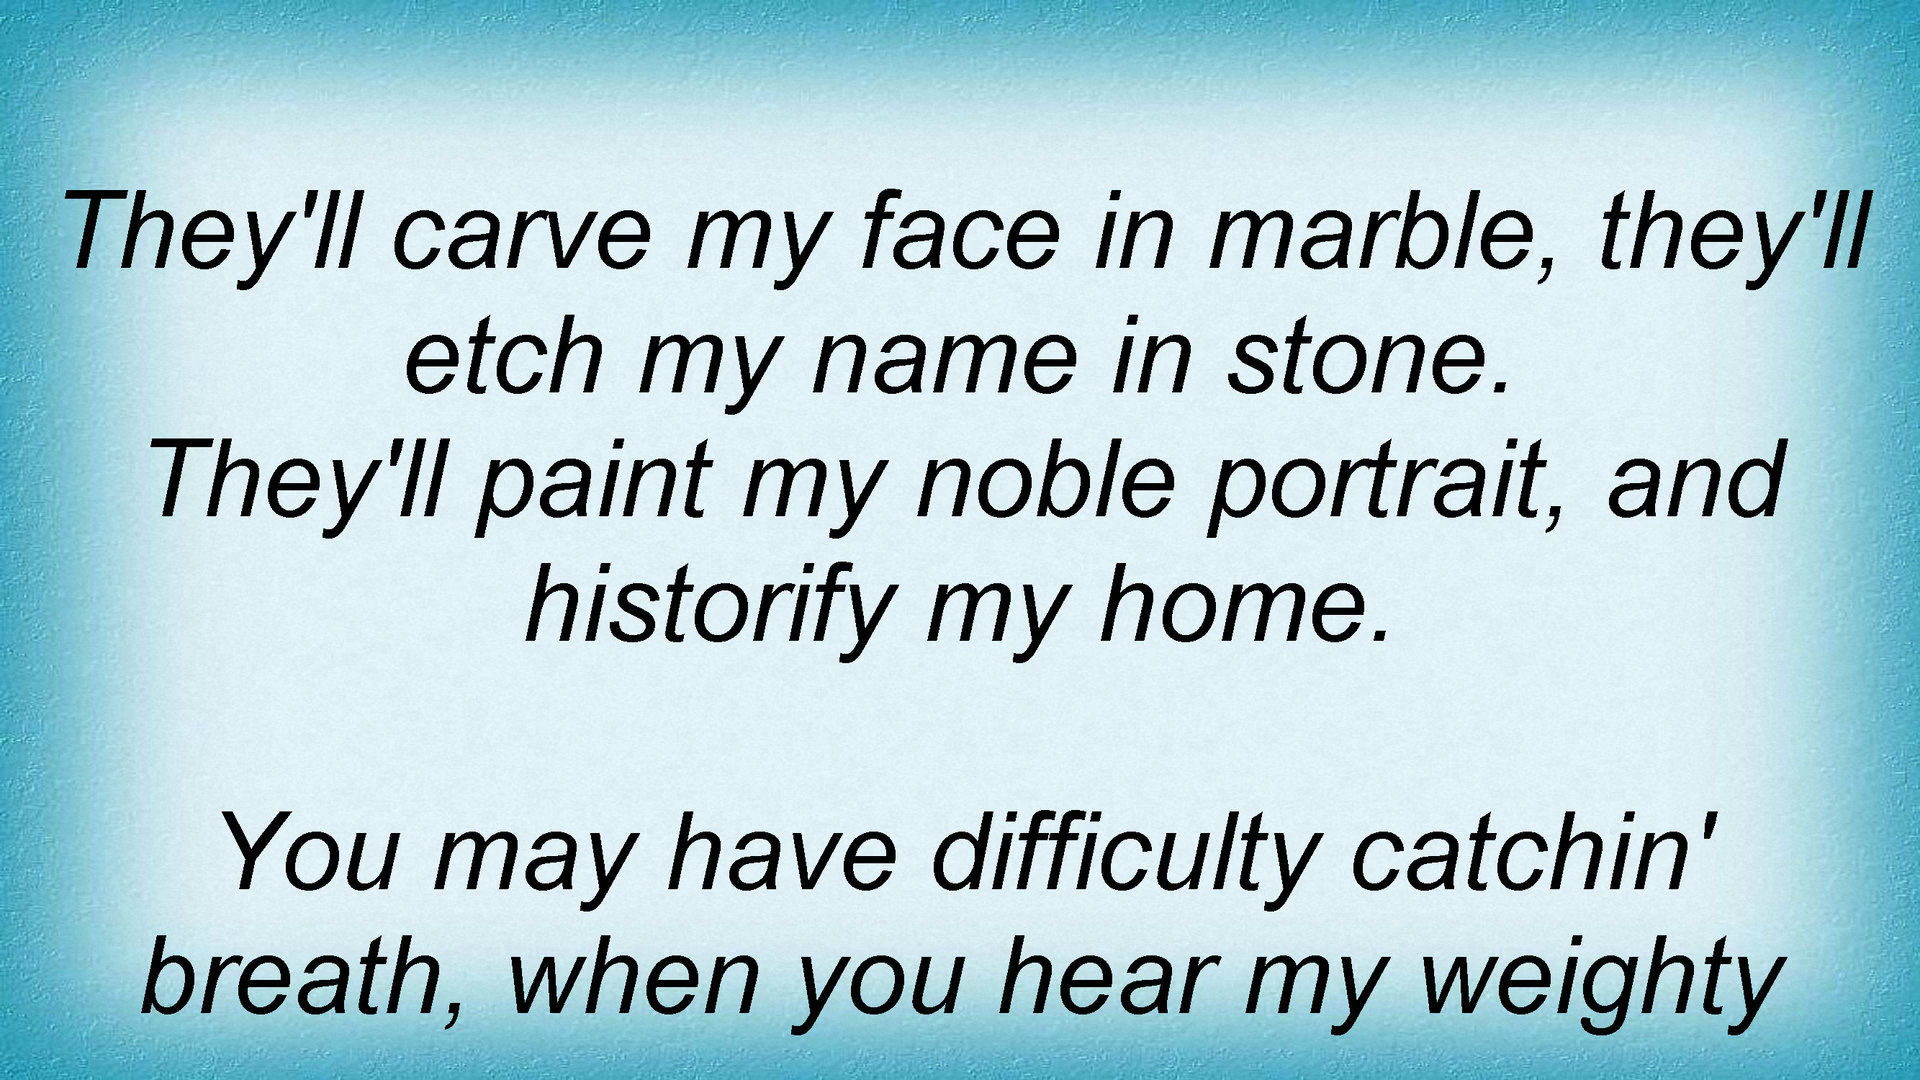 They'll carve my face in marble, they'll
etch my name in stone.
They'll paint my noble portrait, and
historify my home.
You may have difficulty catchin'
breath, when you hear my weighty